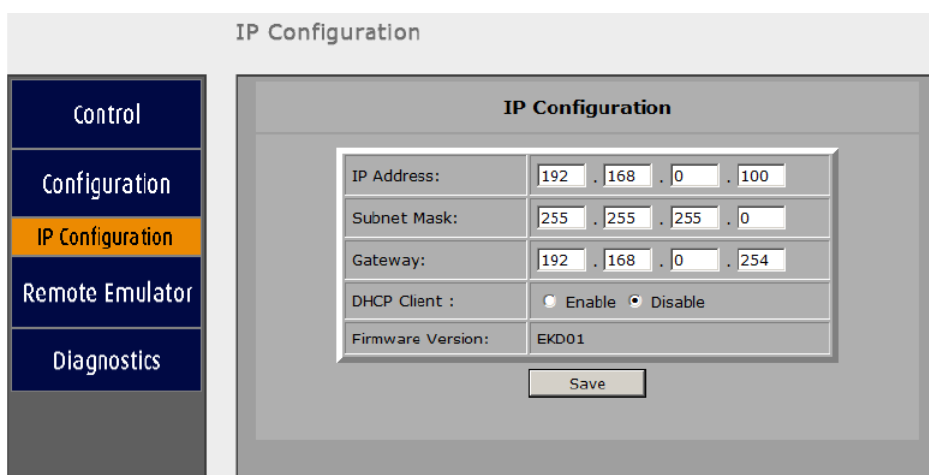 IP Configuration
Control
Configuration
IP Configuration
Remote Emulator
Diagnostics
IP Configuration
IP Address: 192 . 168 . 0 . 100
Subnet Mask: 255 . 255 . 255 . 0
Gateway: 192 . 168 . 0 . 254
DHCP Client : Enable Disable
Firmware Version: EKD01
Save